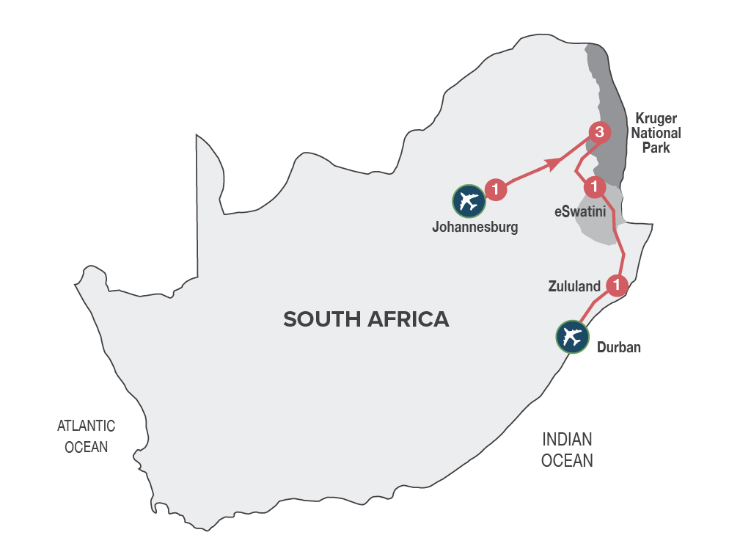 3
Kruger
National
Park
1
1
eSwatini
Johannesburg
Zululand
1
SOUTH AFRICA
Durban
ATLANTIC
OCEAN
INDIAN
OCEAN